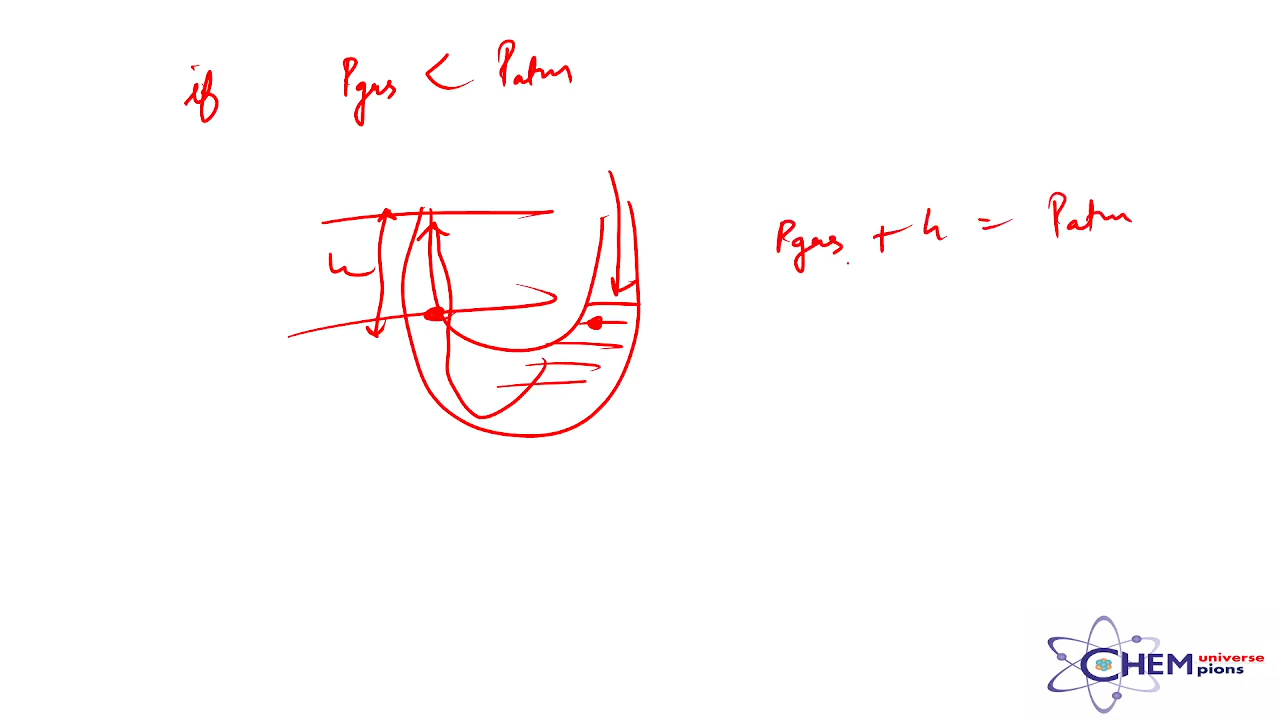 if Pgas < Patm
h
Pgas + h = Patm
CHEM universe
pions